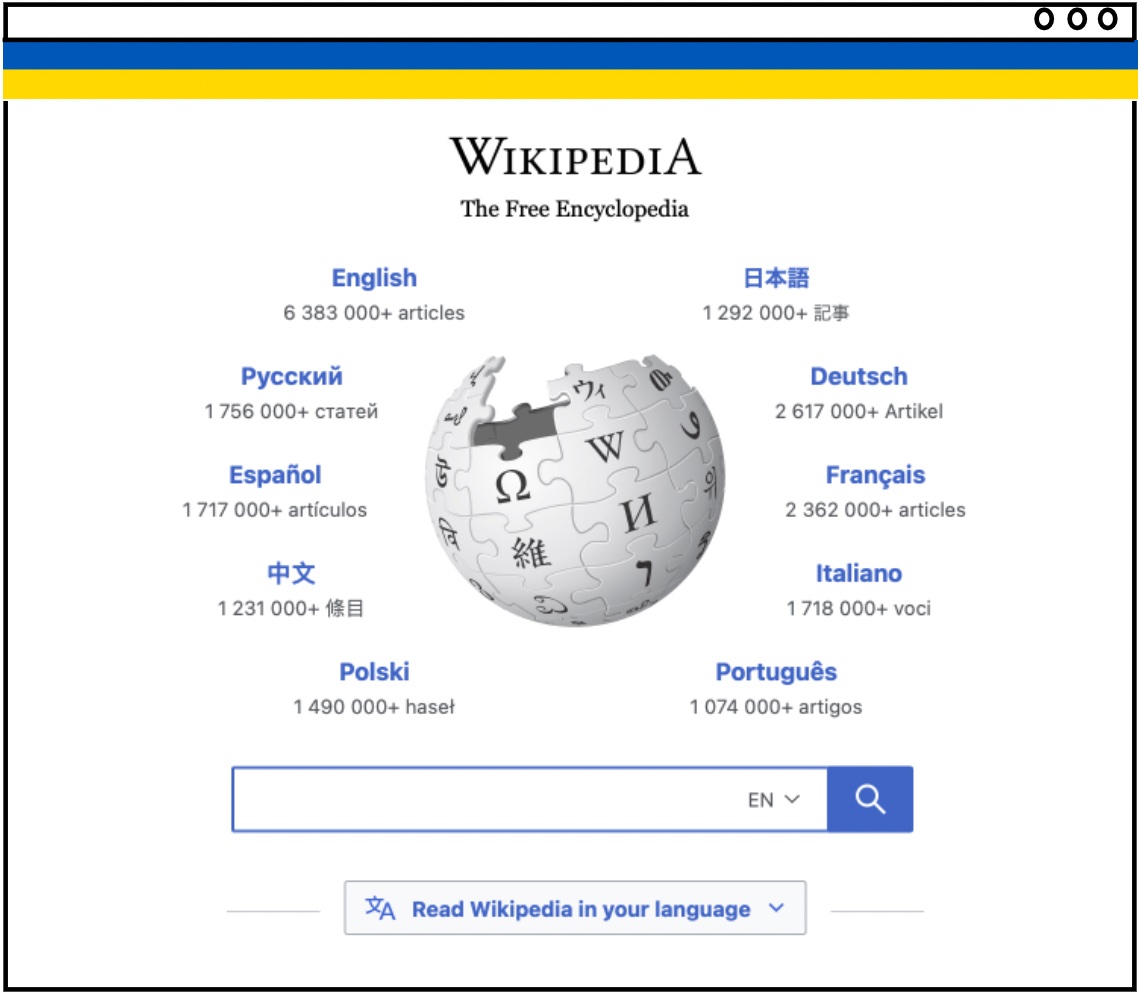 WIKIPEDIA
The Free Encyclopedia
English
6 383 000+ articles
日本語
1 292 000+ 記事
Русский
1 756 000+ статей
Deutsch
2 617 000+ Artikel
Español
1 717 000+ artículos
Français
2 362 000+ articles
中文
1 231 000+ 條目
Italiano
1 718 000+ voci
Polski
1 490 000+ haseł
Português
1 074 000+ artigos
ウィ
W
Ω
И
維
EN
Read Wikipedia in your language